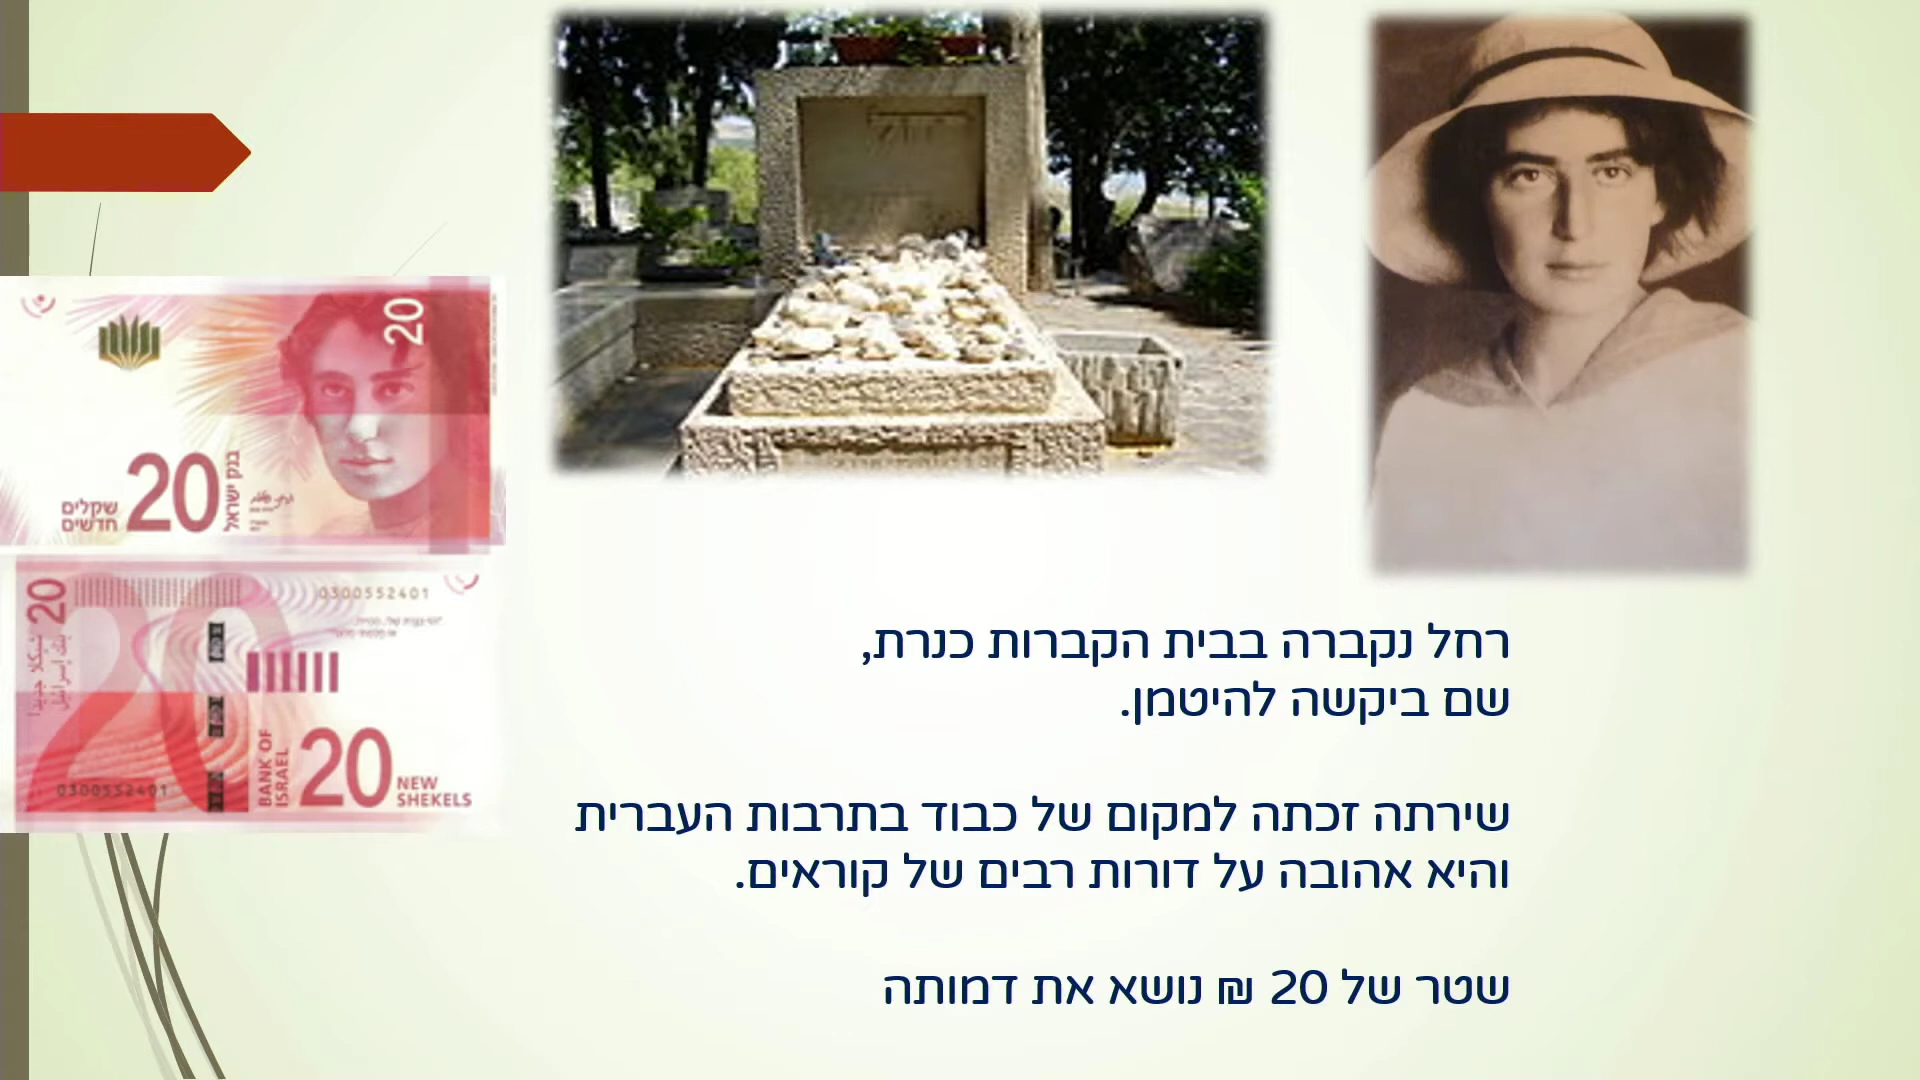 רחל נקברה בבית הקברות כנרת,
שם ביקשה להיטמן.
שירתה זכתה למקום של כבוד בתרבות העברית
והיא אהובה על דורות רבים של קוראים.
שטר של 20 ₪ נושא את דמותה
20
בנק ישראל
20
שקלים
חדשים
20
0300552401
0300552401
BANK OF
ISRAEL
20
NEW
SHEKELS